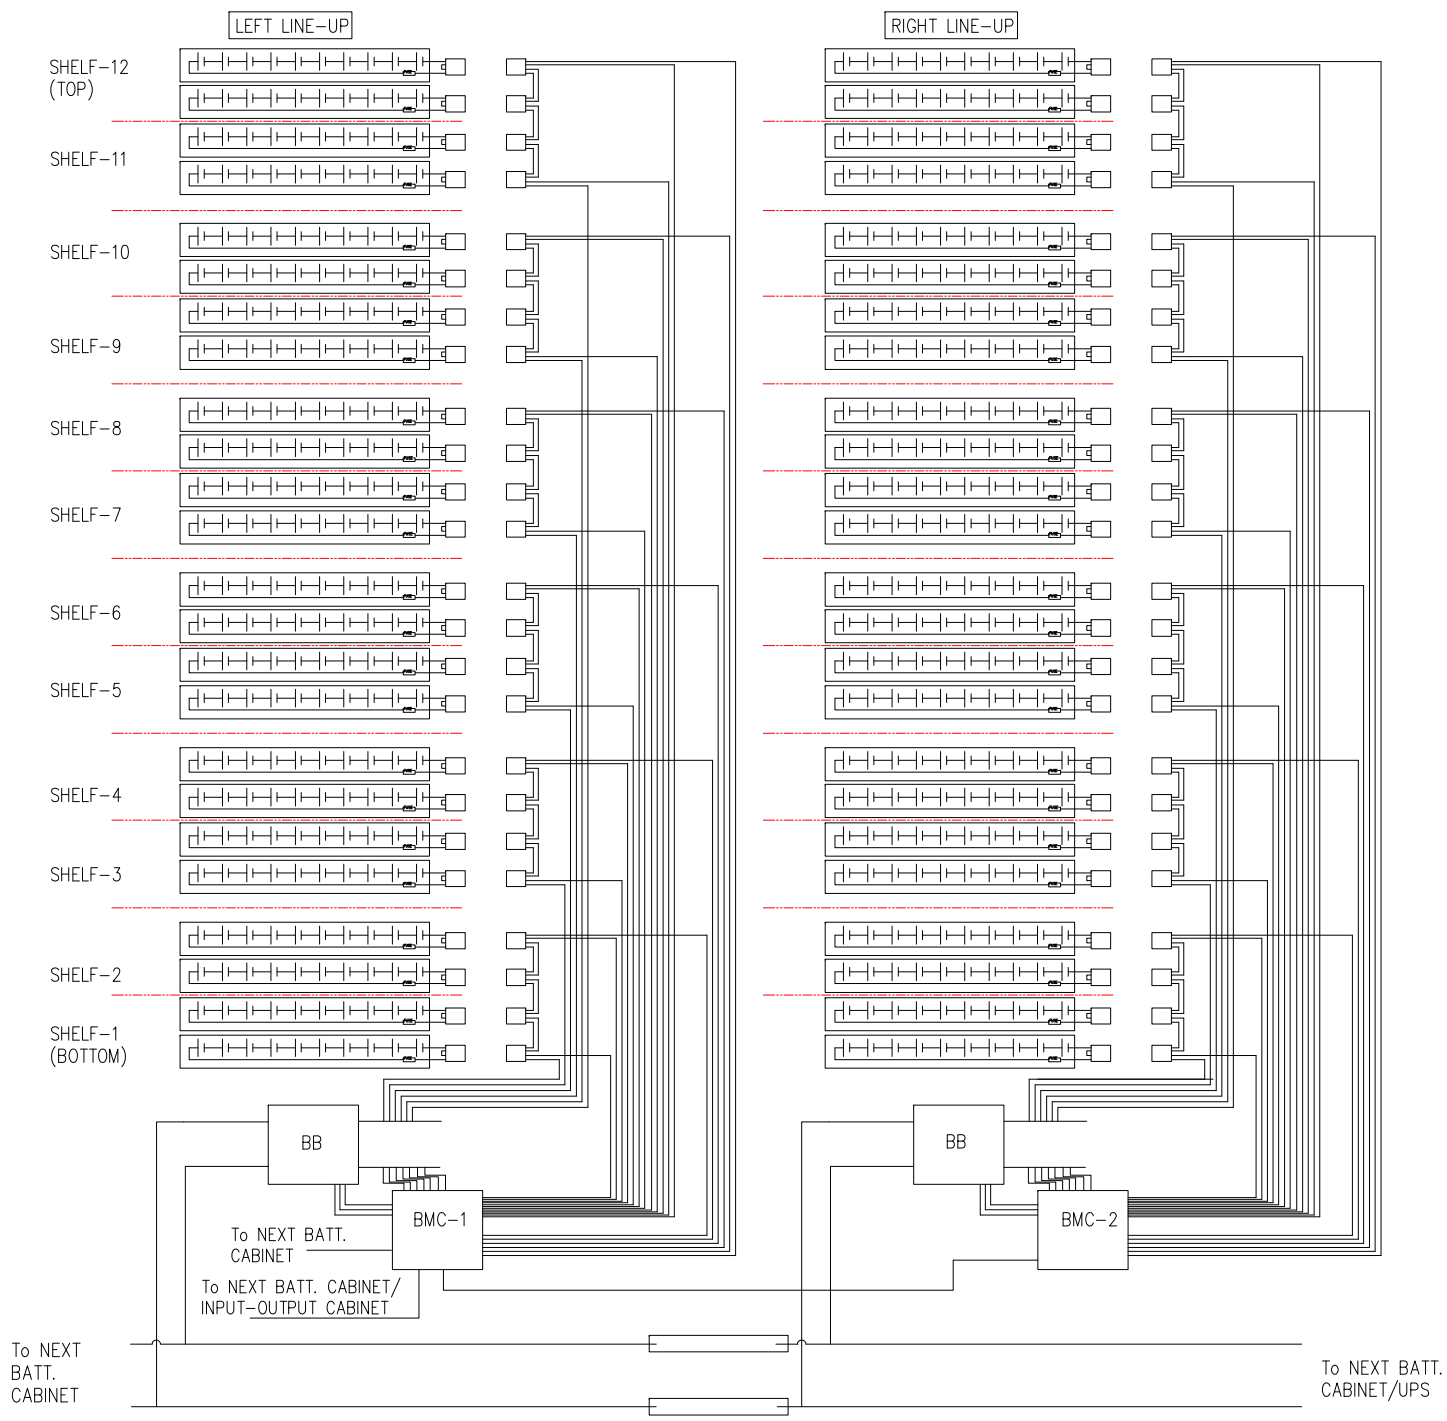 LEFT LINE-UP
RIGHT LINE-UP
SHELF-12
(TOP)
SHELF-11
SHELF-10
SHELF-9
SHELF-8
SHELF-7
SHELF-6
SHELF-5
SHELF-4
SHELF-3
SHELF-2
SHELF-1
(BOTTOM)
BB
BB
BMC-1
BMC-2
To NEXT BATT.
CABINET
To NEXT BATT. CABINET/
INPUT-OUTPUT CABINET
To NEXT
BATT.
CABINET
To NEXT BATT.
CABINET/UPS